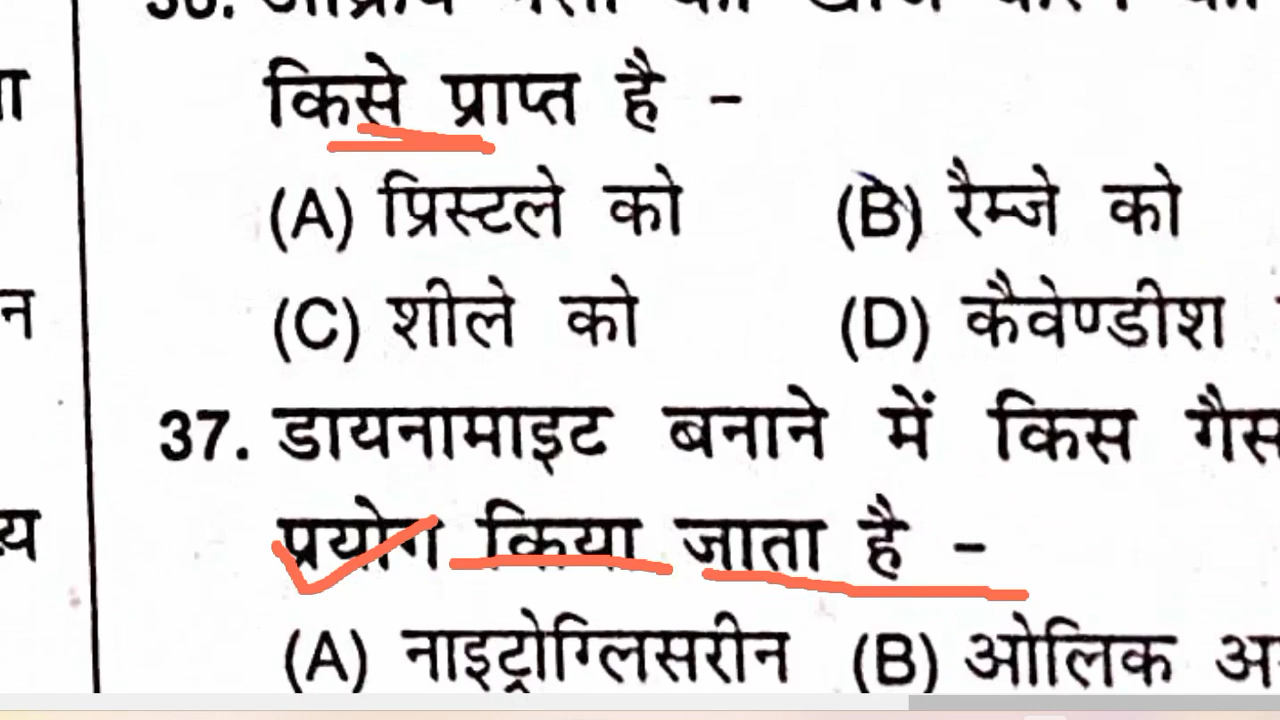 किसे प्राप्त है -
(A) प्रिस्टले को (B) रैम्जे को
(C) शीले को (D) कैवेण्डीश
37. डायनामाइट बनाने में किस गैस
प्रयोग किया जाता है -
(A) नाइट्रोग्लिसरीन (B) ओलिक